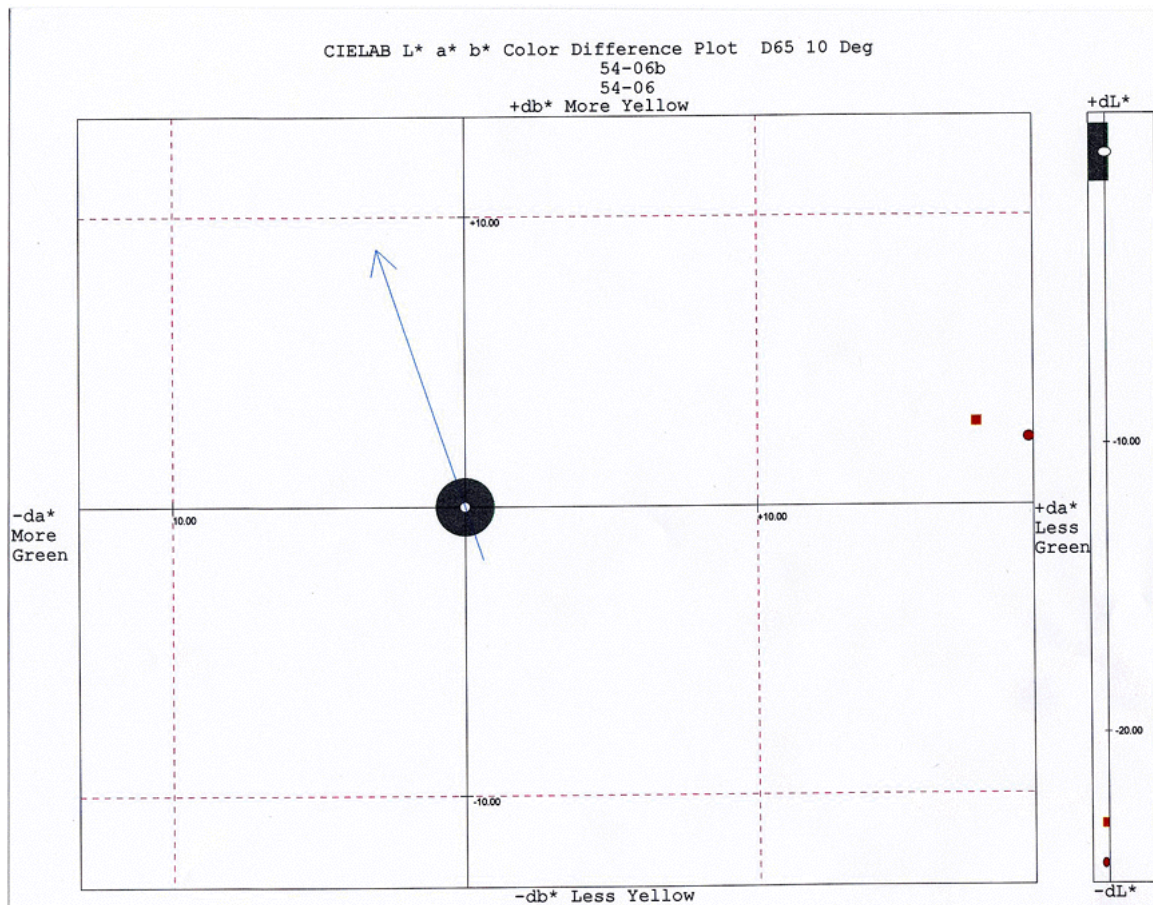 CIELAB L* a* b* Color Difference Plot D65 10 Deg
54-06b
54-06
+db* More Yellow
+dL*
+10.00
-10.00
-da*
More
Green
10.00
+10.00
+da*
Less
Green
-20.00
-10.00
-db* Less Yellow
-dL*